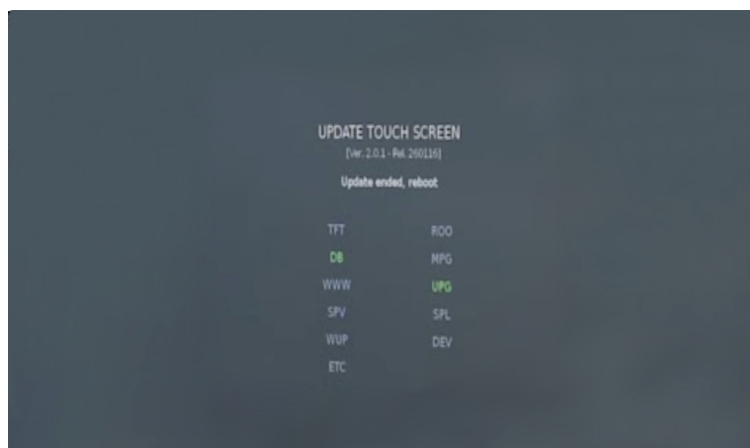 UPDATE TOUCH SCREEN
[Ver. 2.0.1 - Rel. 260116]
Update ended, reboot
TFT ROO
DB MPG
WWW UPG
SPV SPL
WUP DEV
ETC